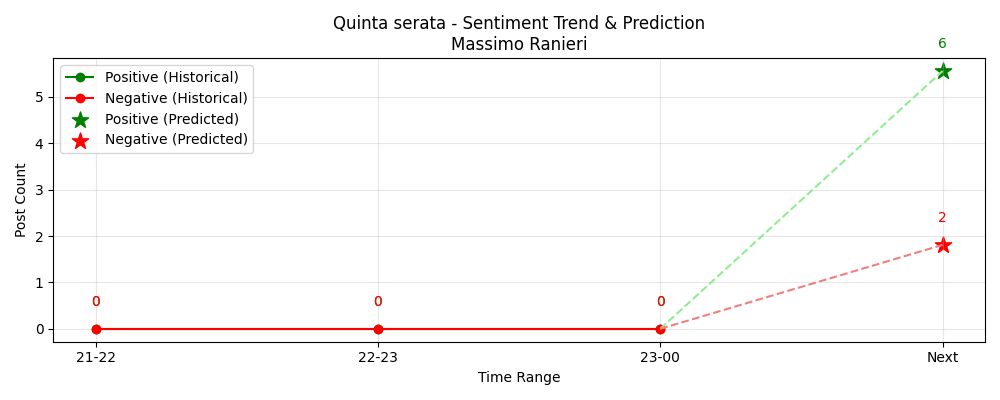 Quinta serata - Sentiment Trend & Prediction
Massimo Ranieri
6
Positive (Historical)
Negative (Historical)
Positive (Predicted)
Negative (Predicted)
5
4
3
2
2
1
0 0 0
0
Post Count
21-22 22-23 23-00 Next
Time Range